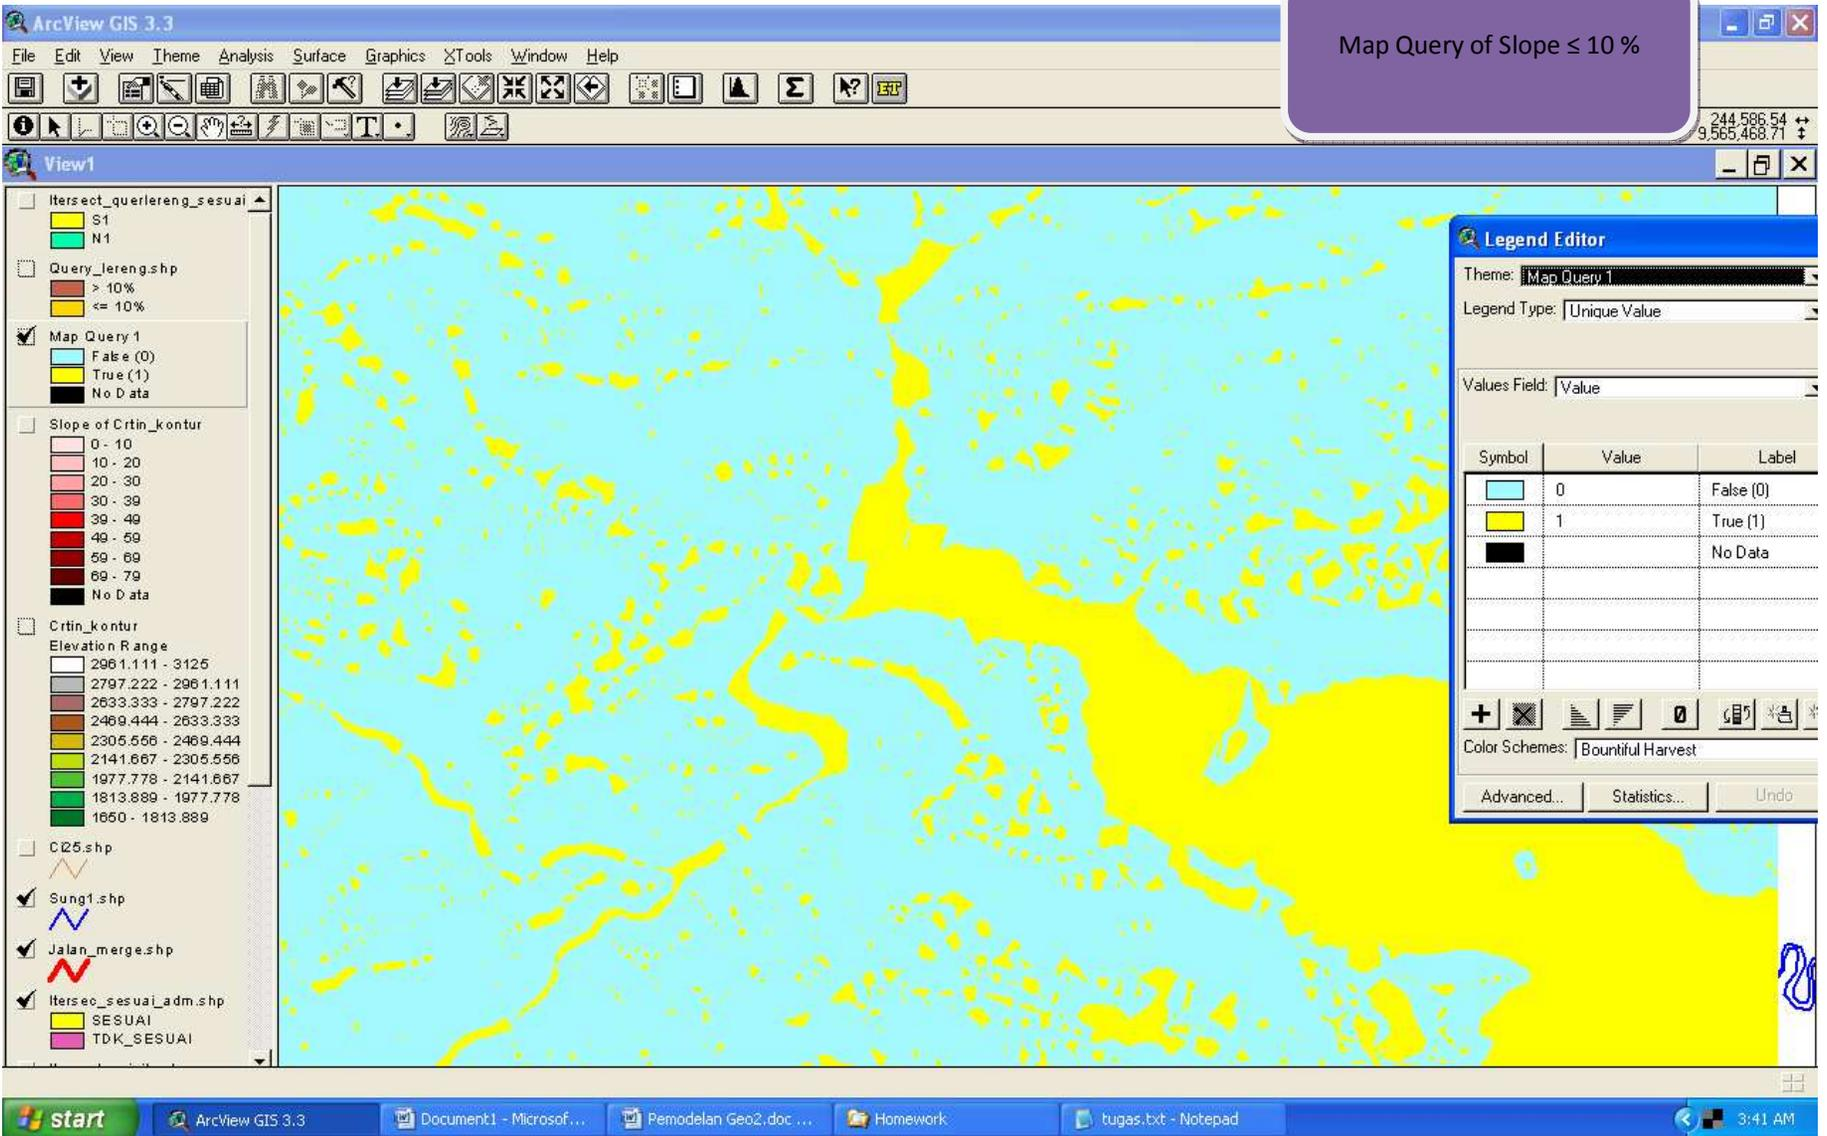 ArcView GIS 3.3
Map Query of Slope ≤ 10 %
File Edit View Theme Analysis Surface Graphics XTools Window Help
244,586.54
9,565,468.71
View1
Itersect_querlereng_sesuai
S1
N1
Query_lereng.shp
> 10%
<= 10%
Map Query 1
False (0)
True (1)
No Data
Slope of Crtin_kontur
0 - 10
10 - 20
20 - 30
30 - 39
39 - 49
49 - 59
59 - 69
69 - 79
No Data
Crtin_kontur
Elevation Range
2961.111 - 3125
2797.222 - 2961.111
2633.333 - 2797.222
2469.444 - 2633.333
2305.556 - 2469.444
2141.667 - 2305.556
1977.778 - 2141.667
1813.889 - 1977.778
1650 - 1813.889
Ci25.shp
Sung1.shp
Jalan_merge.shp
Itersec_sesuai_adm.shp
SESUAI
TDK_SESUAI
Legend Editor
Theme: Map Query 1
Legend Type: Unique Value
Values Field: Value
Symbol Value Label
0 False (0)
1 True (1)
No Data
Color Schemes: Bountiful Harvest
Advanced... Statistics... Undo
start ArcView GIS 3.3 Document1 - Microsof... Pemodelan Geo2.doc ... Homework tugas.txt - Notepad 3:41 AM